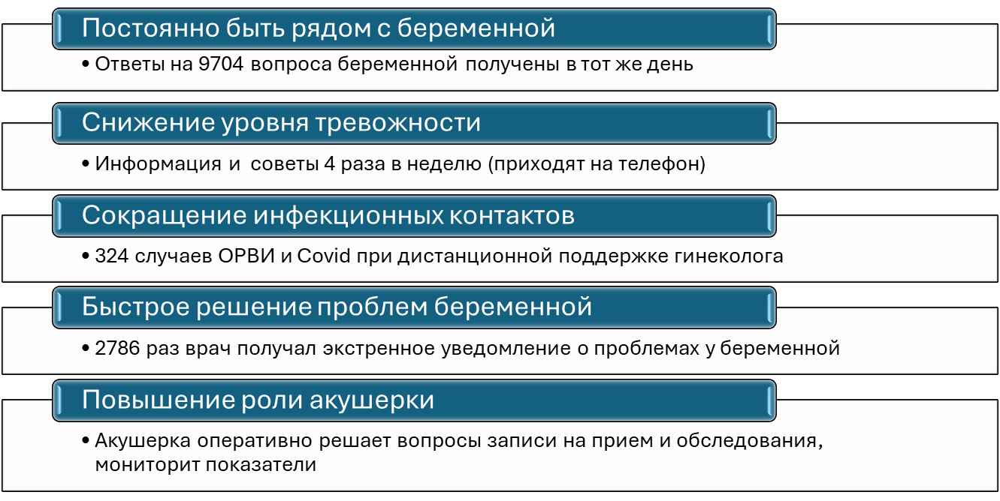 Постоянно быть рядом с беременной
• Ответы на 9704 вопроса беременной получены в тот же день
Снижение уровня тревожности
• Информация и советы 4 раза в неделю (приходят на телефон)
Сокращение инфекционных контактов
• 324 случаев ОРВИ и Covid при дистанционной поддержке гинеколога
Быстрое решение проблем беременной
• 2786 раз врач получал экстренное уведомление о проблемах у беременной
Повышение роли акушерки
• Акушерка оперативно решает вопросы записи на прием и обследования,
мониторит показатели